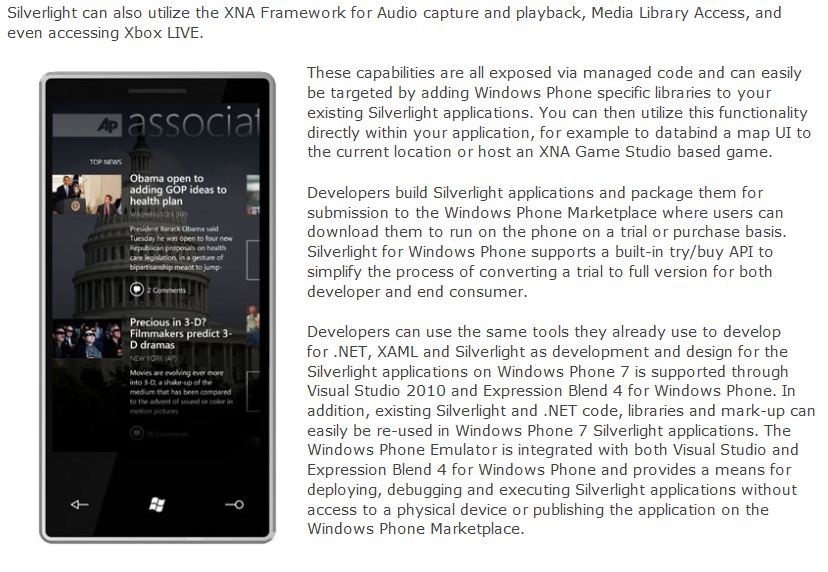 Silverlight can also utilize the XNA Framework for Audio capture and playback, Media Library Access, and
even accessing Xbox LIVE.
AP associat
TOP NEWS
Obama open to
adding GOP ideas to
health plan
WASHINGTON (AP)
President Barack Obama said
Tuesday he was open to four new
Republican proposals on health
care legislation, in a gesture of
bipartisanship meant to jump-
2 Comments
Precious in 3-D?
Filmmakers predict 3-
D dramas
NEW YORK (AP)
Movies are evolving ever more
into 3-D, a shake-up of the
medium that has been compared
to the advent of sound or color in
motion pictures.
Comments
These capabilities are all exposed via managed code and can easily
be targeted by adding Windows Phone specific libraries to your
existing Silverlight applications. You can then utilize this functionality
directly within your application, for example to databind a map UI to
the current location or host an XNA Game Studio based game.
Developers build Silverlight applications and package them for
submission to the Windows Phone Marketplace where users can
download them to run on the phone on a trial or purchase basis.
Silverlight for Windows Phone supports a built-in try/buy API to
simplify the process of converting a trial to full version for both
developer and end consumer.
Developers can use the same tools they already use to develop
for .NET, XAML and Silverlight as development and design for the
Silverlight applications on Windows Phone 7 is supported through
Visual Studio 2010 and Expression Blend 4 for Windows Phone. In
addition, existing Silverlight and .NET code, libraries and mark-up can
easily be re-used in Windows Phone 7 Silverlight applications. The
Windows Phone Emulator is integrated with both Visual Studio and
Expression Blend 4 for Windows Phone and provides a means for
deploying, debugging and executing Silverlight applications without
access to a physical device or publishing the application on the
Windows Phone Marketplace.